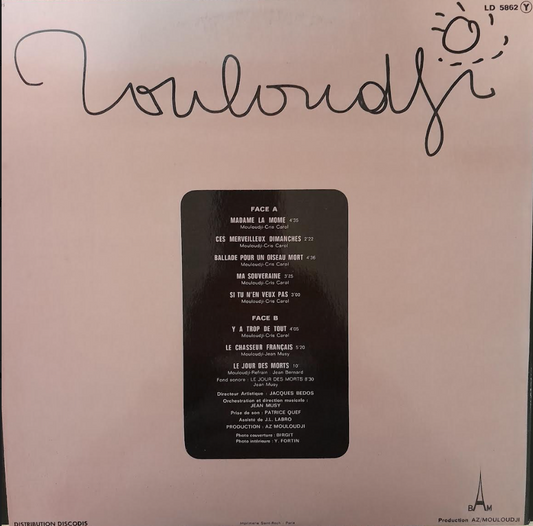 LD 5862 Y
Mouloudji
FACE A
MADAME LA MOME 4'35
Mouloudji-Cris Carol
CES MERVEILLEUX DIMANCHES 2'22
Mouloudji-Cris Carol
BALLADE POUR UN OISEAU MORT 4'36
Mouloudji-Cris Carol
MA SOUVERAINE 3'25
Mouloudji-Cris Carol
SI TU N'EN VEUX PAS 3'00
Mouloudji-Cris Carol
FACE B
Y A TROP DE TOUT 4'05
Mouloudji-Cris Carol
LE CHASSEUR FRANÇAIS 5'20
Mouloudji-Jean Musy
LE JOUR DES MORTS 10'
Mouloudji-Refrain : Jean Bernard
Fond sonore : LE JOUR DES MORTS 8'30
Jean Musy
Directeur Artistique : JACQUES BEDOS
Orchestration et direction musicale :
JEAN MUSY
Prise de son : PATRICE QUEF
Assisté de J.L. LABRO
PRODUCTION : AZ MOULOUDJI
Photo couverture : BIRGIT
Photo intérieure : Y. FORTIN
BAM
DISTRIBUTION DISCODIS
Production AZ/MOULOUDJI